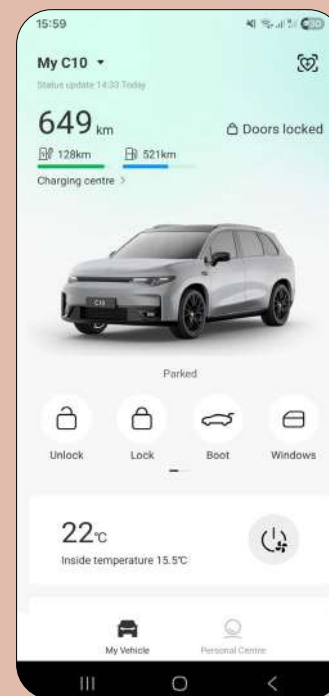 15:59
My C10
Status update 14:33 Today
649 km
Doors locked
128km 521km
Charging centre >
C10
Parked
Unlock Lock Boot Windows
22°C
Inside temperature 15.5°C
My Vehicle Personal Centre